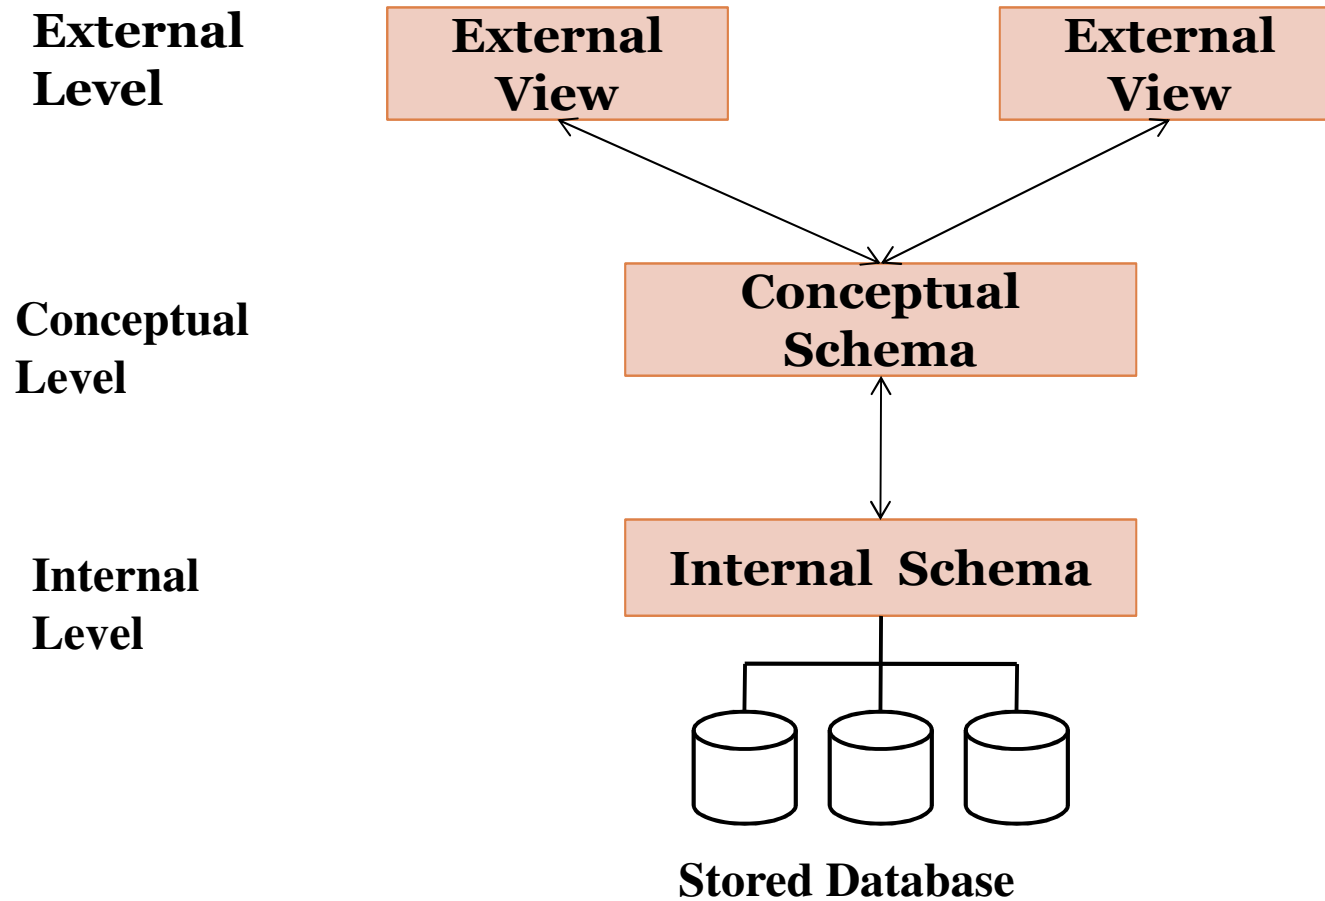 External
Level
External
View
External
View
Conceptual
Level
Conceptual
Schema
Internal
Level
Internal Schema
Stored Database